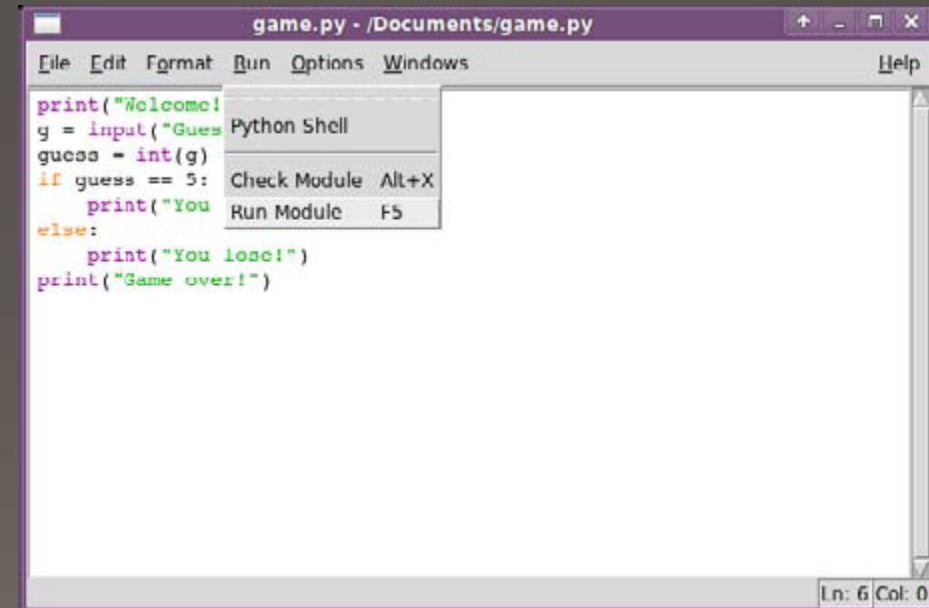 game.py - /Documents/game.py
File Edit Format Run Options Windows Help
print("Welcome!
g = input("Gues
guess = int(g)
if guess == 5:
print("You
else:
print("You lose!")
print("Game over!")
Python Shell
Check Module Alt+X
Run Module F5
Ln: 6 Col: 0